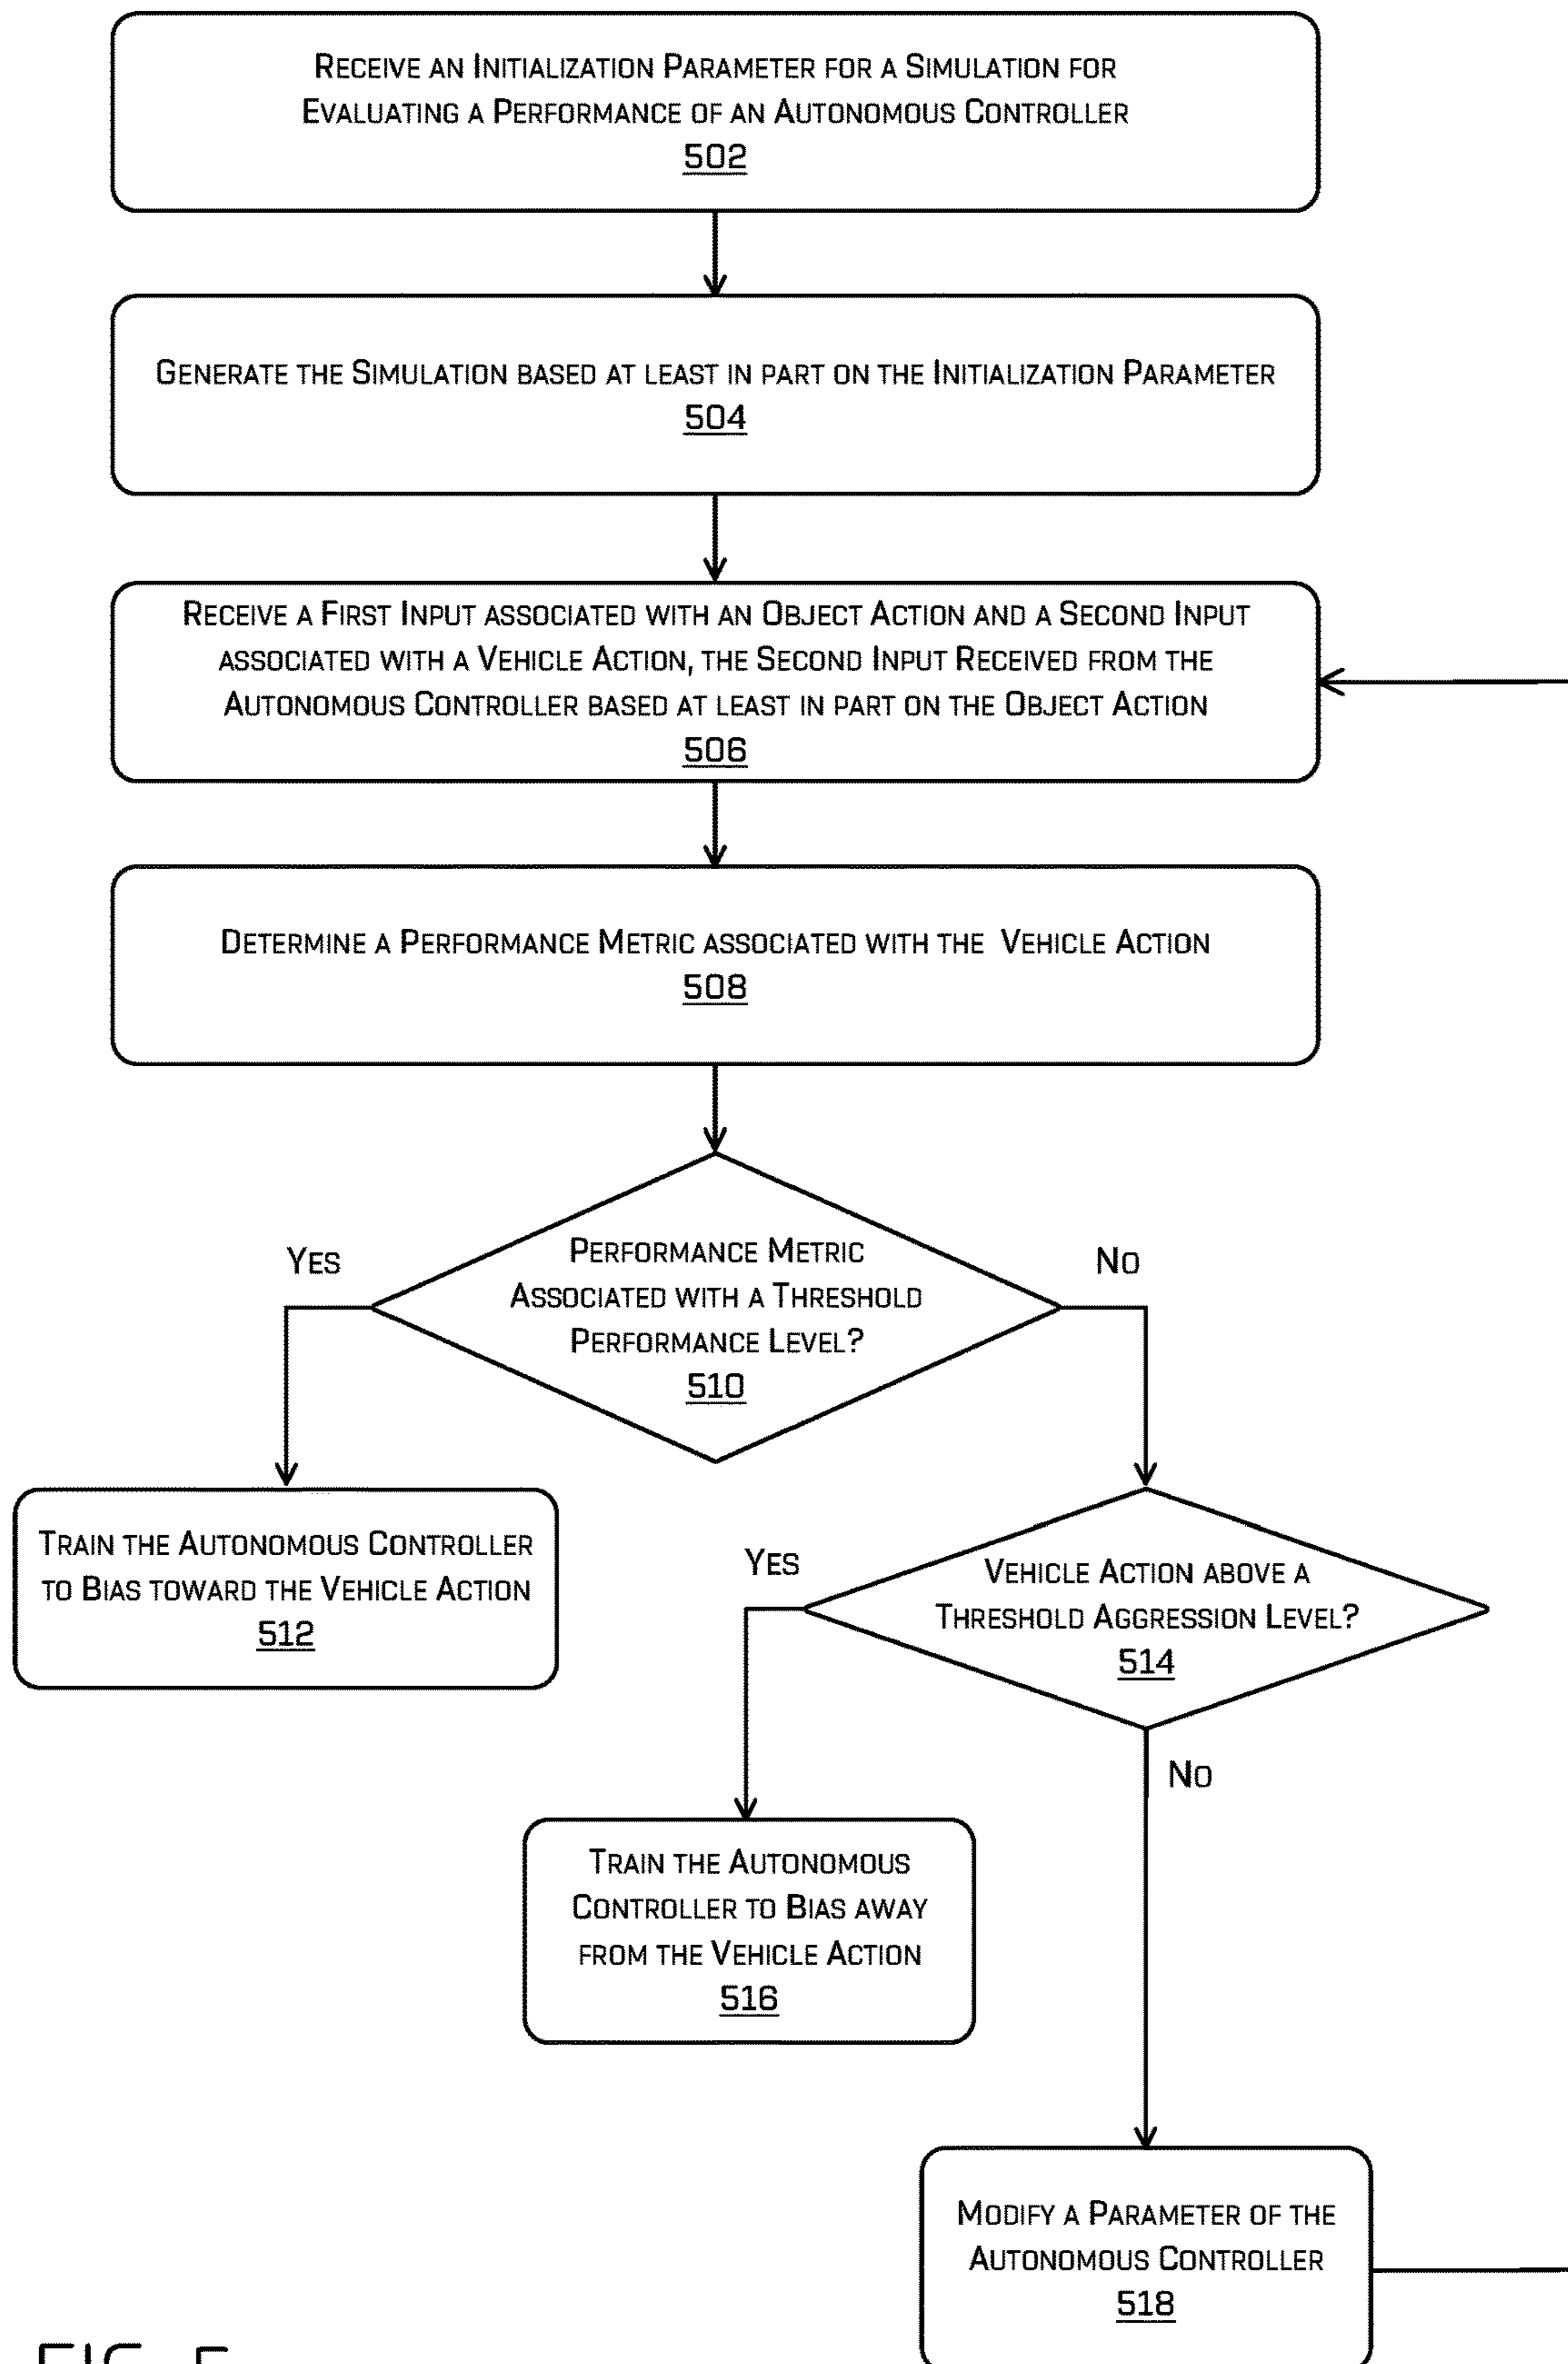 Receive an Initialization Parameter for a Simulation for
Evaluating a Performance of an Autonomous Controller
502
Generate the Simulation based at least in part on the Initialization Parameter
504
Receive a First Input associated with an Object Action and a Second Input
associated with a Vehicle Action, the Second Input Received from the
Autonomous Controller based at least in part on the Object Action
506
Determine a Performance Metric associated with the Vehicle Action
508
Performance Metric
Associated with a Threshold
Performance Level?
510
Yes
No
Train the Autonomous Controller
to Bias toward the Vehicle Action
512
Vehicle Action above a
Threshold Aggression Level?
514
Yes
No
Train the Autonomous
Controller to Bias away
from the Vehicle Action
516
Modify a Parameter of the
Autonomous Controller
518